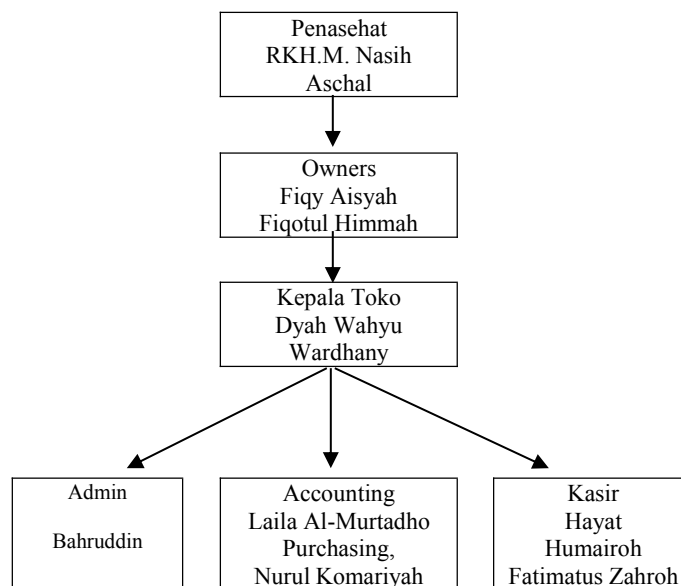 Penasehat
RKH.M. Nasih
Aschal
Owners
Fiqy Aisyah
Fiqotul Himmah
Kepala Toko
Dyah Wahyu
Wardhany
Admin
Bahruddin
Accounting
Laila Al-Murtadho
Purchasing,
Nurul Komariyah
Kasir
Hayat
Humairoh
Fatimatus Zahroh